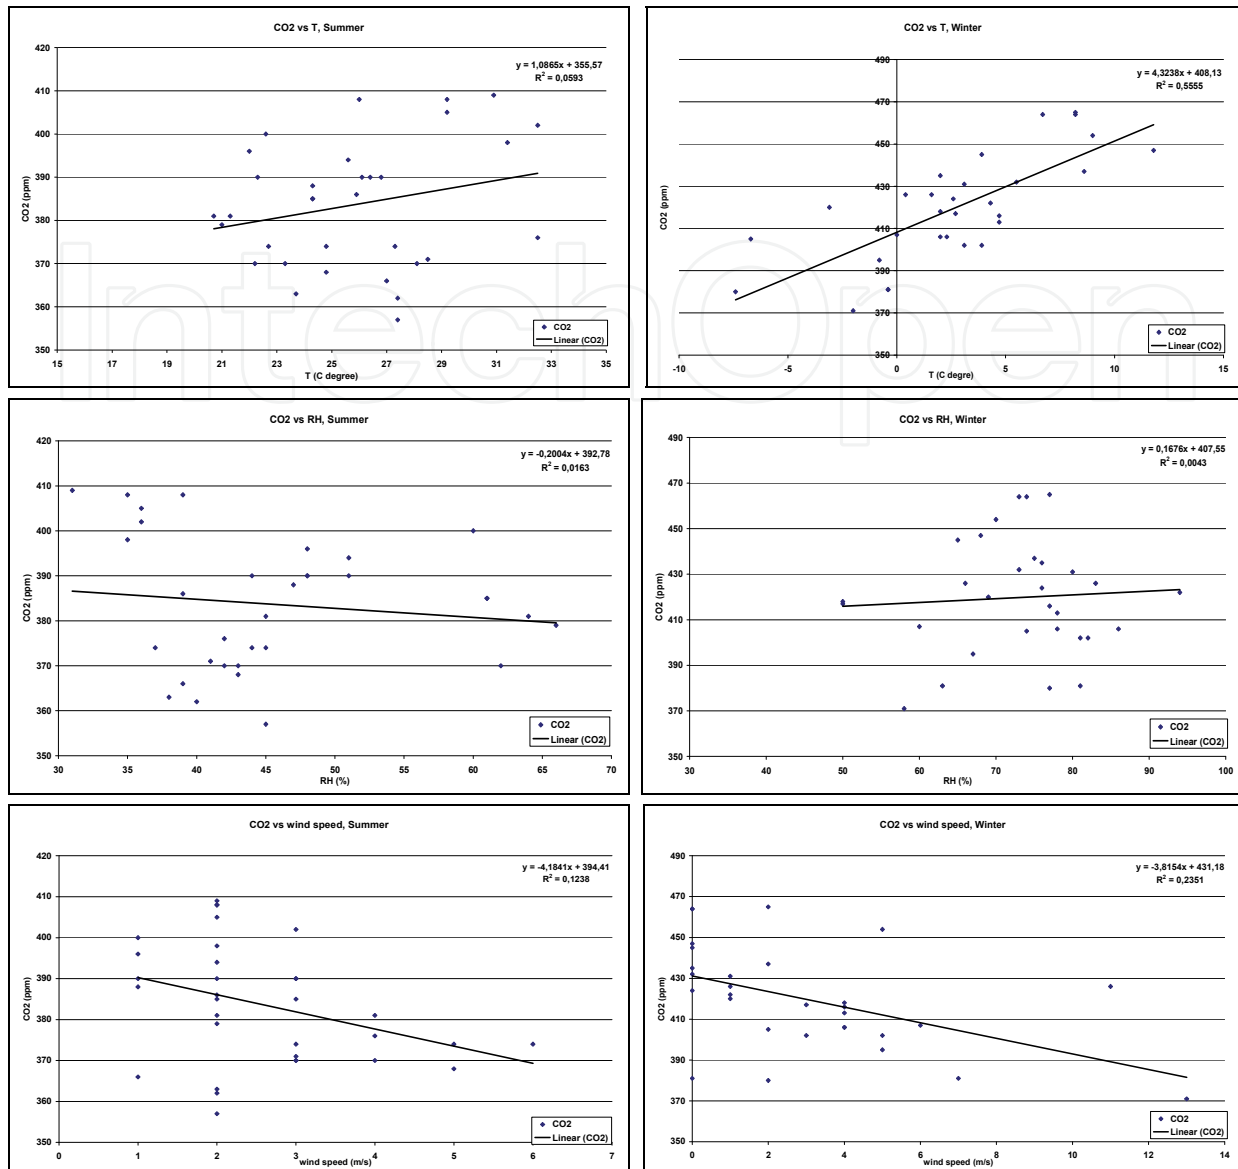 CO2 vs T, Summer
y = 1,0865x + 355,57
R² = 0,0593
CO2 (ppm)
420
410
400
390
380
370
360
350
15 17 19 21 23 25 27 29 31 33 35
T (C degree)
CO2
Linear (CO2)
CO2 vs T, Winter
y = 4,3238x + 408,13
R² = 0,5555
CO2 (ppm)
490
470
450
430
410
390
370
350
-10 -5 0 5 10 15
T (C degre)
CO2
Linear (CO2)
IntechOpen
CO2 vs RH, Summer
y = -0,2004x + 392,78
R² = 0,0163
CO2 (ppm)
420
410
400
390
380
370
360
350
30 35 40 45 50 55 60 65 70
RH (%)
CO2
Linear (CO2)
CO2 vs RH, Winter
y = 0,1676x + 407,55
R² = 0,0043
CO2 (ppm)
490
470
450
430
410
390
370
350
30 40 50 60 70 80 90 100
RH (%)
CO2
Linear (CO2)
CO2 vs wind speed, Summer
y = -4,1841x + 394,41
R² = 0,1238
CO2 (ppm)
420
410
400
390
380
370
360
350
0 1 2 3 4 5 6 7
wind speed (m/s)
CO2
Linear (CO2)
CO2 vs wind speed, Winter
y = -3,8154x + 431,18
R² = 0,2351
CO2 (ppm)
490
470
450
430
410
390
370
350
0 2 4 6 8 10 12 14
wind speed (m/s)
CO2
Linear (CO2)